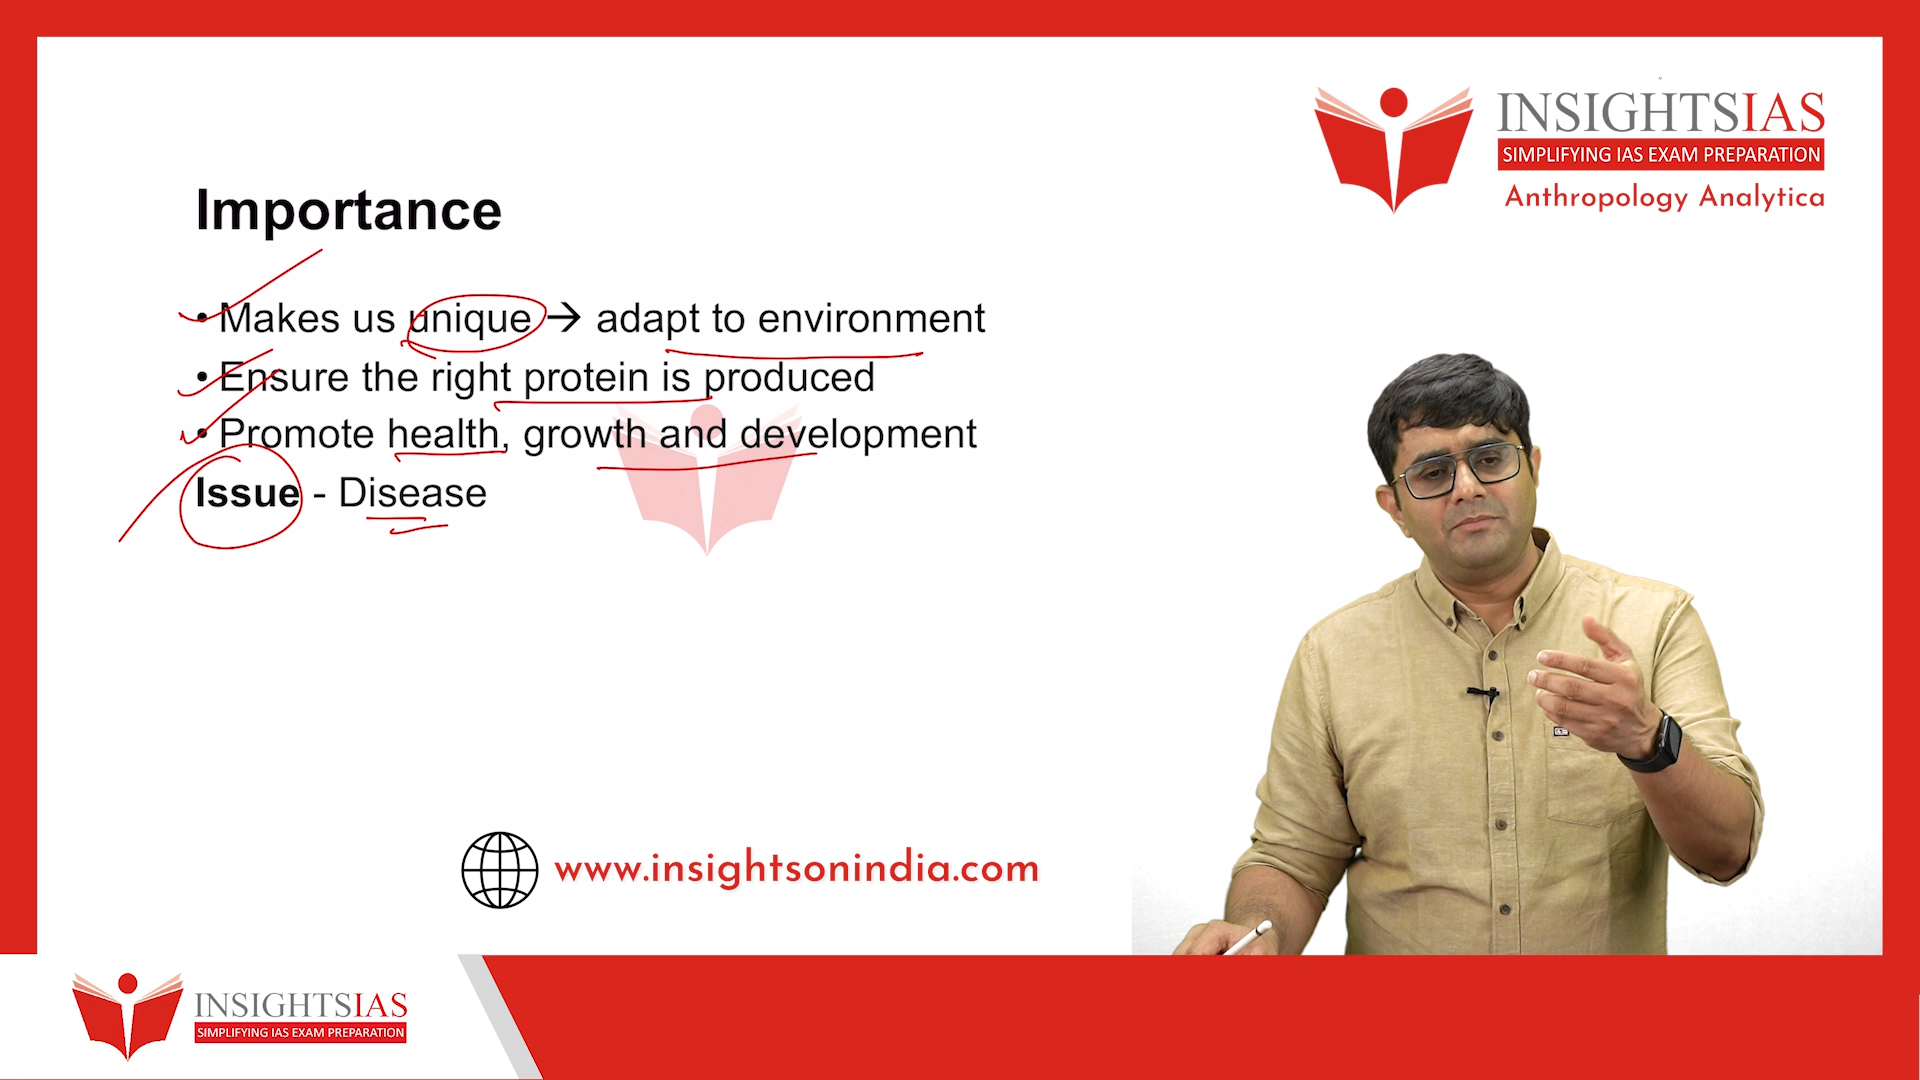 INSIGHTSIAS
SIMPLIFYING IAS EXAM PREPARATION
Anthropology Analytica
Importance
• Makes us unique → adapt to environment
• Ensure the right protein is produced
• Promote health, growth and development
Issue - Disease
www.insightsonindia.com
INSIGHTSIAS
SIMPLIFYING IAS EXAM PREPARATION